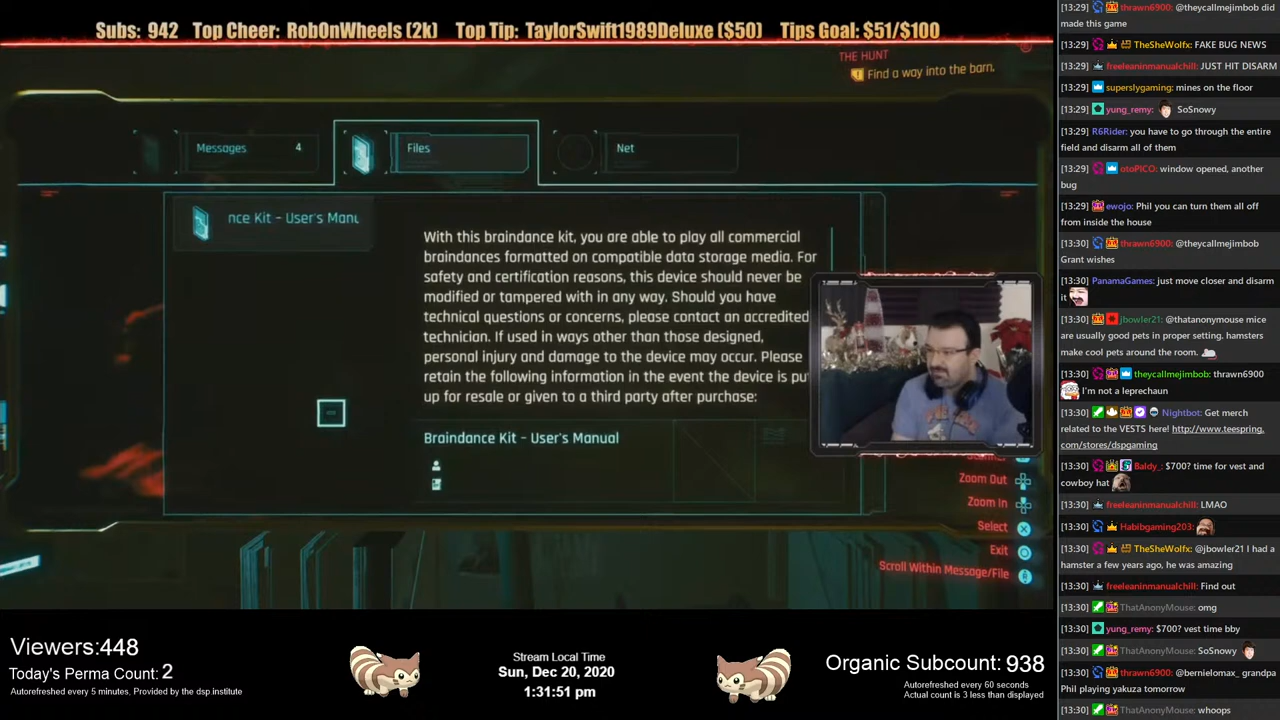 Subs: 942 Top Cheer: RobOnWheels (2k) Top Tip: TaylorSwift1989Deluxe ($50) Tips Goal: $51/$100
THE HUNT
Find a way into the barn.
Messages 4
Files
Net
nce Kit - User's Manu
With this braindance kit, you are able to play all commercial
braindances formatted on compatible data storage media. For
safety and certification reasons, this device should never be
modified or tampered with in any way. Should you have
technical questions or concerns, please contact an accredited
technician. If used in ways other than those designed,
personal injury and damage to the device may occur. Please
retain the following information in the event the device is pu
up for resale or given to a third party after purchase:
Braindance Kit - User's Manual
Zoom Out
Zoom In
Select
Exit
Scroll Within Message/File
Viewers:448
Today's Perma Count: 2
Autorefreshed every 5 minutes, Provided by the dsp institute
Stream Local Time
Sun, Dec 20, 2020
1:31:51 pm
Organic Subcount: 938
Autorefreshed every 60 seconds
Actual count is 3 less than displayed
[13:29] thrawn6900: @theycallmejimbob did
made this game
[13:29] TheSheWolfx: FAKE BUG NEWS
[13:29] freeleaninmanualchill: JUST HIT DISARM
[13:29] superslygaming: mines on the floor
[13:29] yung_remy: SoSnowy
[13:29] R6Rider: you have to go through the entire
field and disarm all of them
[13:29] otoPICO: window opened, another
bug
[13:29] ewojo: Phil you can turn them all off
from inside the house
[13:30] thrawn6900: @theycallmejimbob
Grant wishes
[13:30] PanamaGames: just move closer and disarm
it
[13:30] jbowler21: @thatanonymouse mice
are usually good pets in proper setting. hamsters
make cool pets around the room.
[13:30] theycallmejimbob: thrawn6900
I'm not a leprechaun
[13:30] Nightbot: Get merch
related to the VESTS here! http://www.teespring.
com/stores/dspgaming
[13:30] Baldy_: $700? time for vest and
cowboy hat
[13:30] freeleaninmanualchill: LMAO
[13:30] Habibgaming203:
[13:30] TheSheWolfx: @jbowler21 I had a
hamster a few years ago, he was amazing
[13:30] freeleaninmanualchill: Find out
[13:30] ThatAnonyMouse: omg
[13:30] yung_remy: $700? vest time bby
[13:30] ThatAnonyMouse: SoSnowy
[13:30] thrawn6900: @bernielomax_ grandpa
Phil playing yakuza tomorrow
[13:30] ThatAnonyMouse: whoops